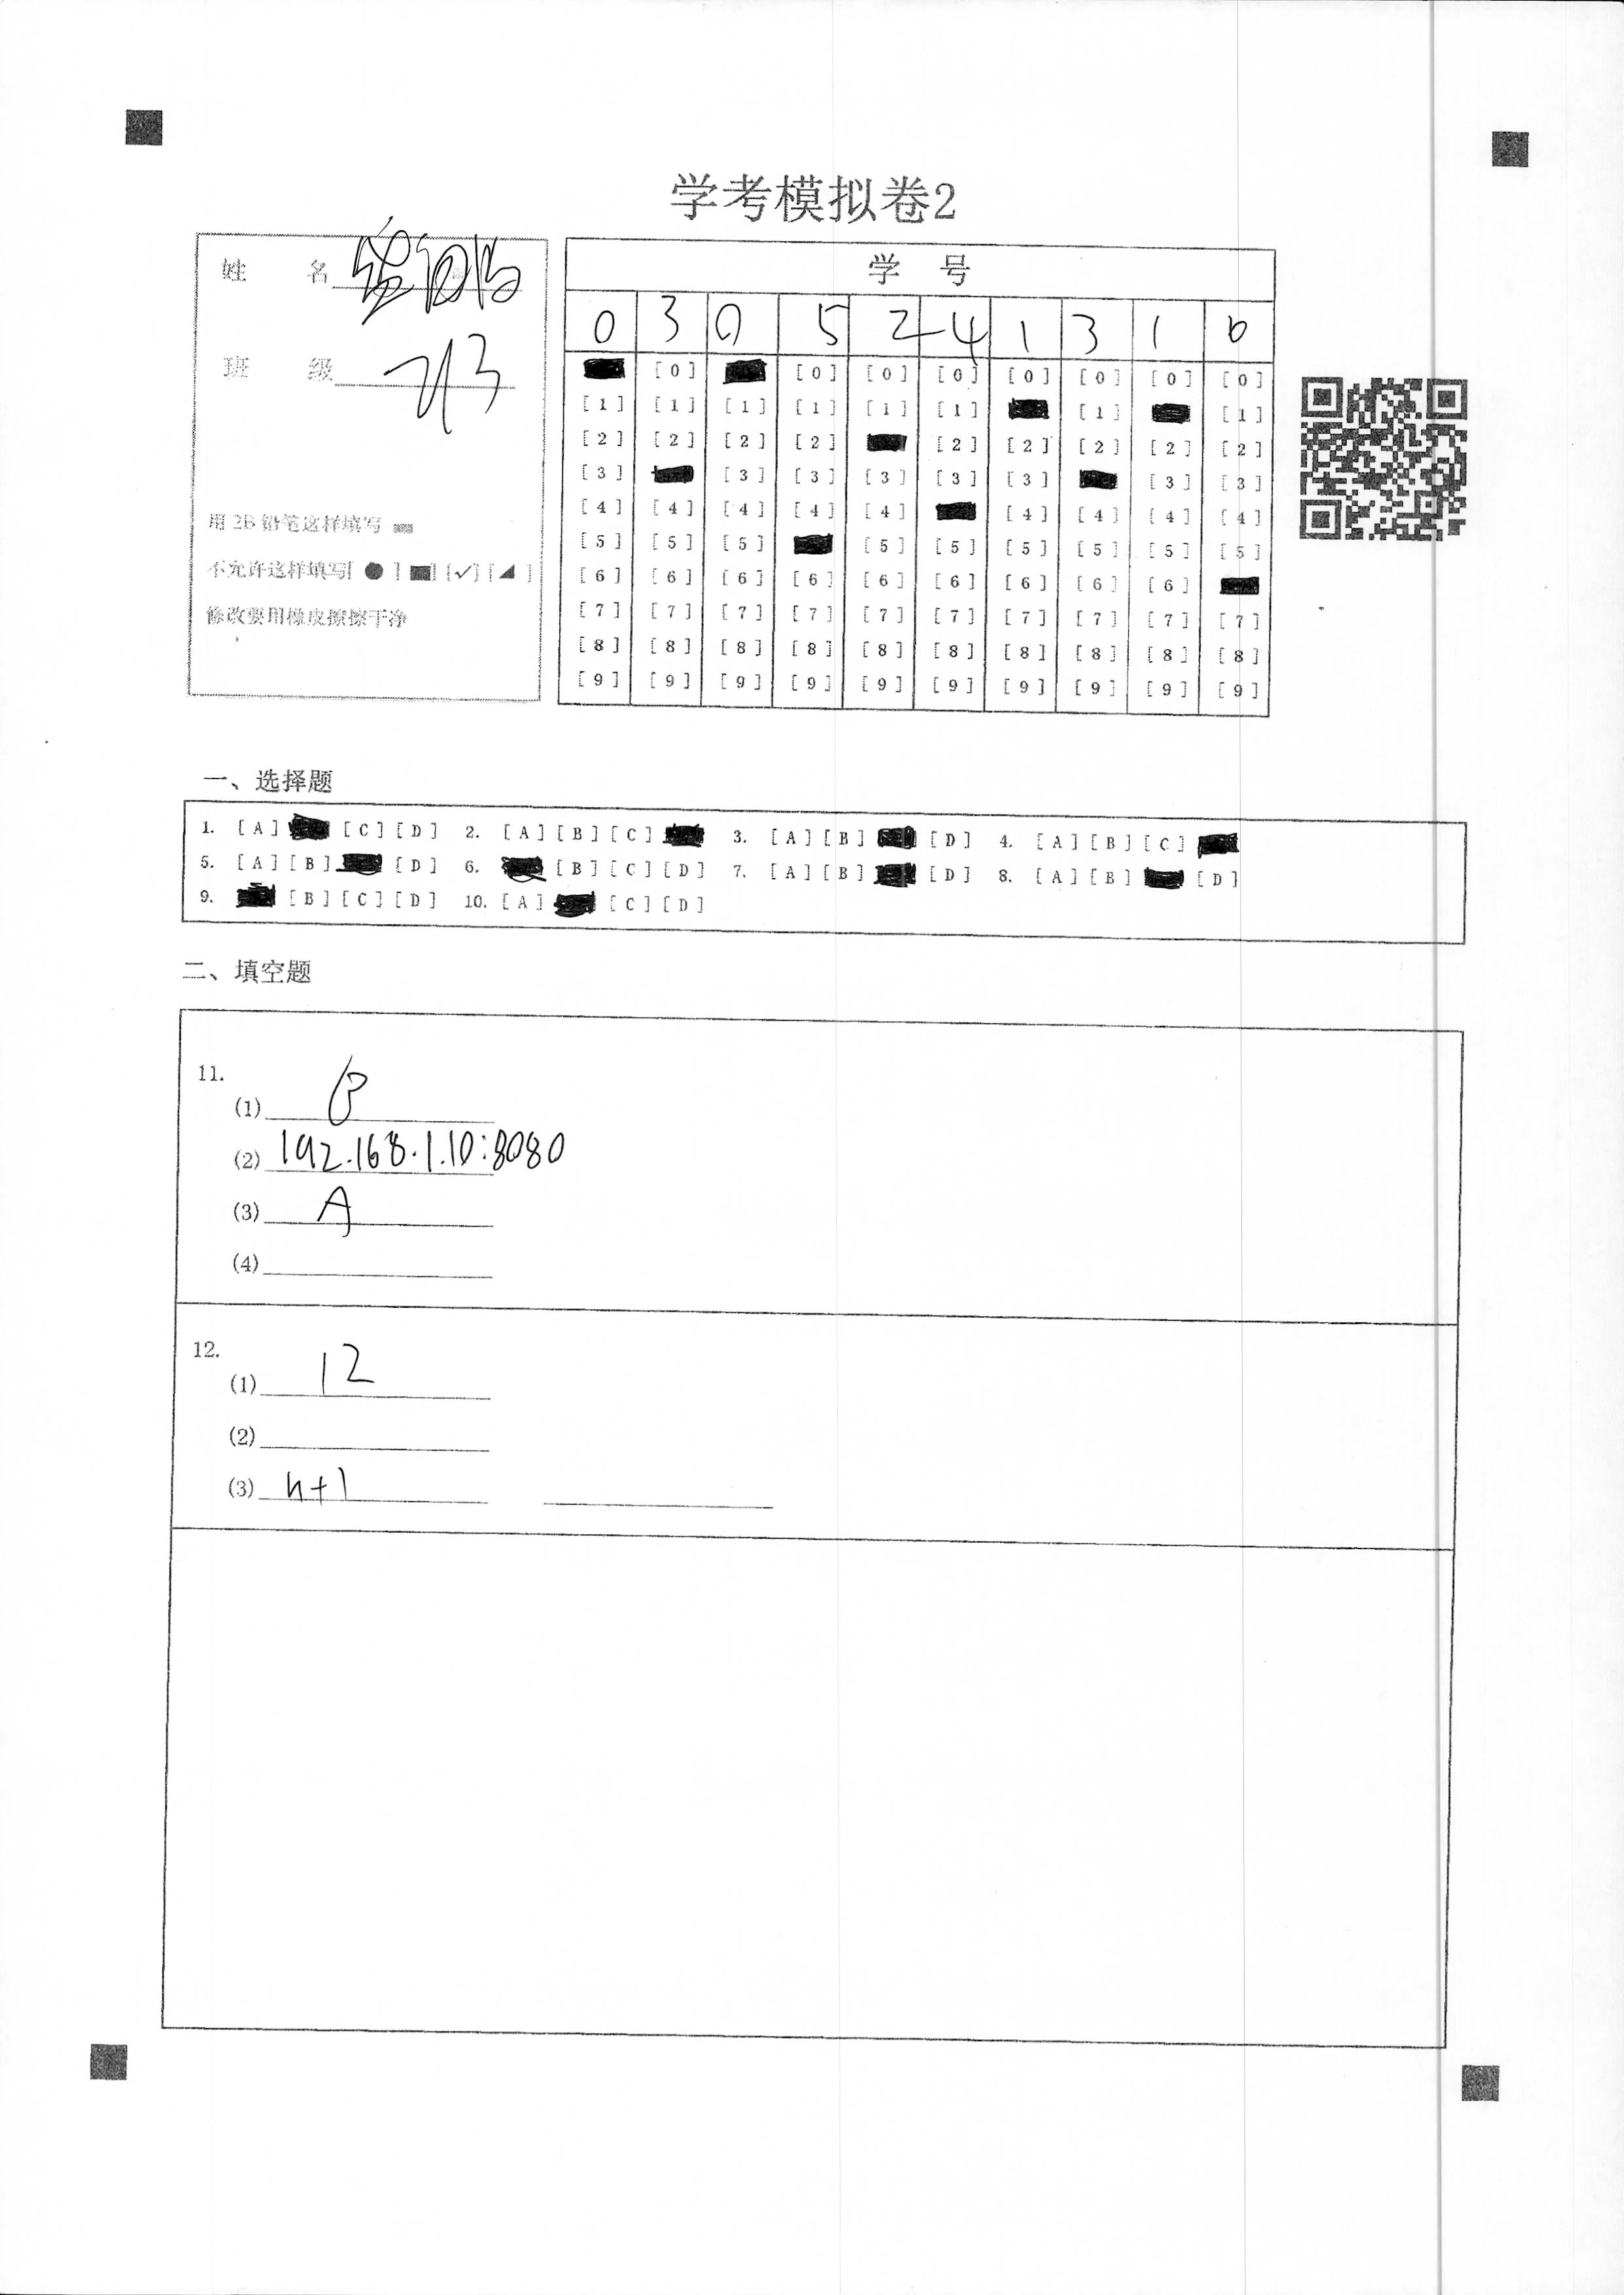 学考模拟卷2
姓 名
班 级 高13
用 2B 铅笔这样填写
不允许这样填写[ ● ] [■] [✓] [◢ ]
修改要用橡皮擦擦干净
学 号
0 3 0 5 2 4 1 3 1 6
[0] [0] [0] [0] [0] [0] [0] [0]
[1] [1] [1] [1] [1] [1] [1] [1]
[2] [2] [2] [2] [2] [2] [2] [2] [2]
[3] [3] [3] [3] [3] [3] [3] [3]
[4] [4] [4] [4] [4] [4] [4] [4] [4]
[5] [5] [5] [5] [5] [5] [5] [5] [5]
[6] [6] [6] [6] [6] [6] [6] [6] [6]
[7] [7] [7] [7] [7] [7] [7] [7] [7] [7]
[8] [8] [8] [8] [8] [8] [8] [8] [8] [8]
[9] [9] [9] [9] [9] [9] [9] [9] [9] [9]
一、选择题
1. [A] [C] [D] 2. [A] [B] [C] 3. [A] [B] [D] 4. [A] [B] [C]
5. [A] [B] [D] 6. [B] [C] [D] 7. [A] [B] [D] 8. [A] [B] [D]
9. [B] [C] [D] 10. [A] [C] [D]
二、填空题
11.
(1) B
(2) 192.168.1.10:8080
(3) A
(4)
12.
(1) 12
(2)
(3) n+1